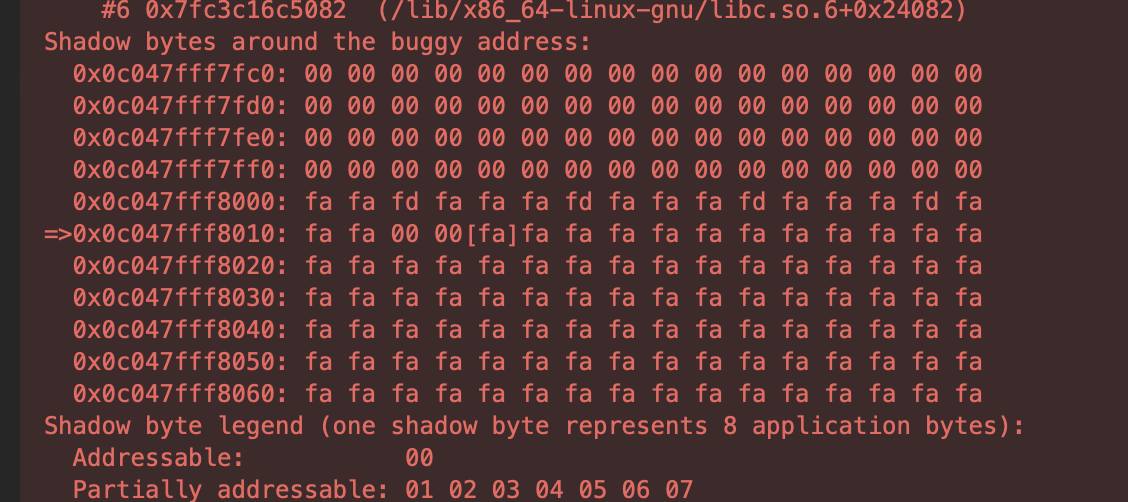 #6 0x7fc3c16c5082  (/lib/x86_64-linux-gnu/libc.so.6+0x24082)
Shadow bytes around the buggy address:
  0x0c047fff7fc0: 00 00 00 00 00 00 00 00 00 00 00 00 00 00 00 00
  0x0c047fff7fd0: 00 00 00 00 00 00 00 00 00 00 00 00 00 00 00 00
  0x0c047fff7fe0: 00 00 00 00 00 00 00 00 00 00 00 00 00 00 00 00
  0x0c047fff7ff0: 00 00 00 00 00 00 00 00 00 00 00 00 00 00 00 00
  0x0c047fff8000: fa fa fd fa fa fa fd fa fa fa fd fa fa fa fd fa
=>0x0c047fff8010: fa fa 00 00[fa]fa fa fa fa fa fa fa fa fa fa fa
  0x0c047fff8020: fa fa fa fa fa fa fa fa fa fa fa fa fa fa fa fa
  0x0c047fff8030: fa fa fa fa fa fa fa fa fa fa fa fa fa fa fa fa
  0x0c047fff8040: fa fa fa fa fa fa fa fa fa fa fa fa fa fa fa fa
  0x0c047fff8050: fa fa fa fa fa fa fa fa fa fa fa fa fa fa fa fa
  0x0c047fff8060: fa fa fa fa fa fa fa fa fa fa fa fa fa fa fa fa
Shadow byte legend (one shadow byte represents 8 application bytes):
  Addressable:           00
  Partially addressable: 01 02 03 04 05 06 07